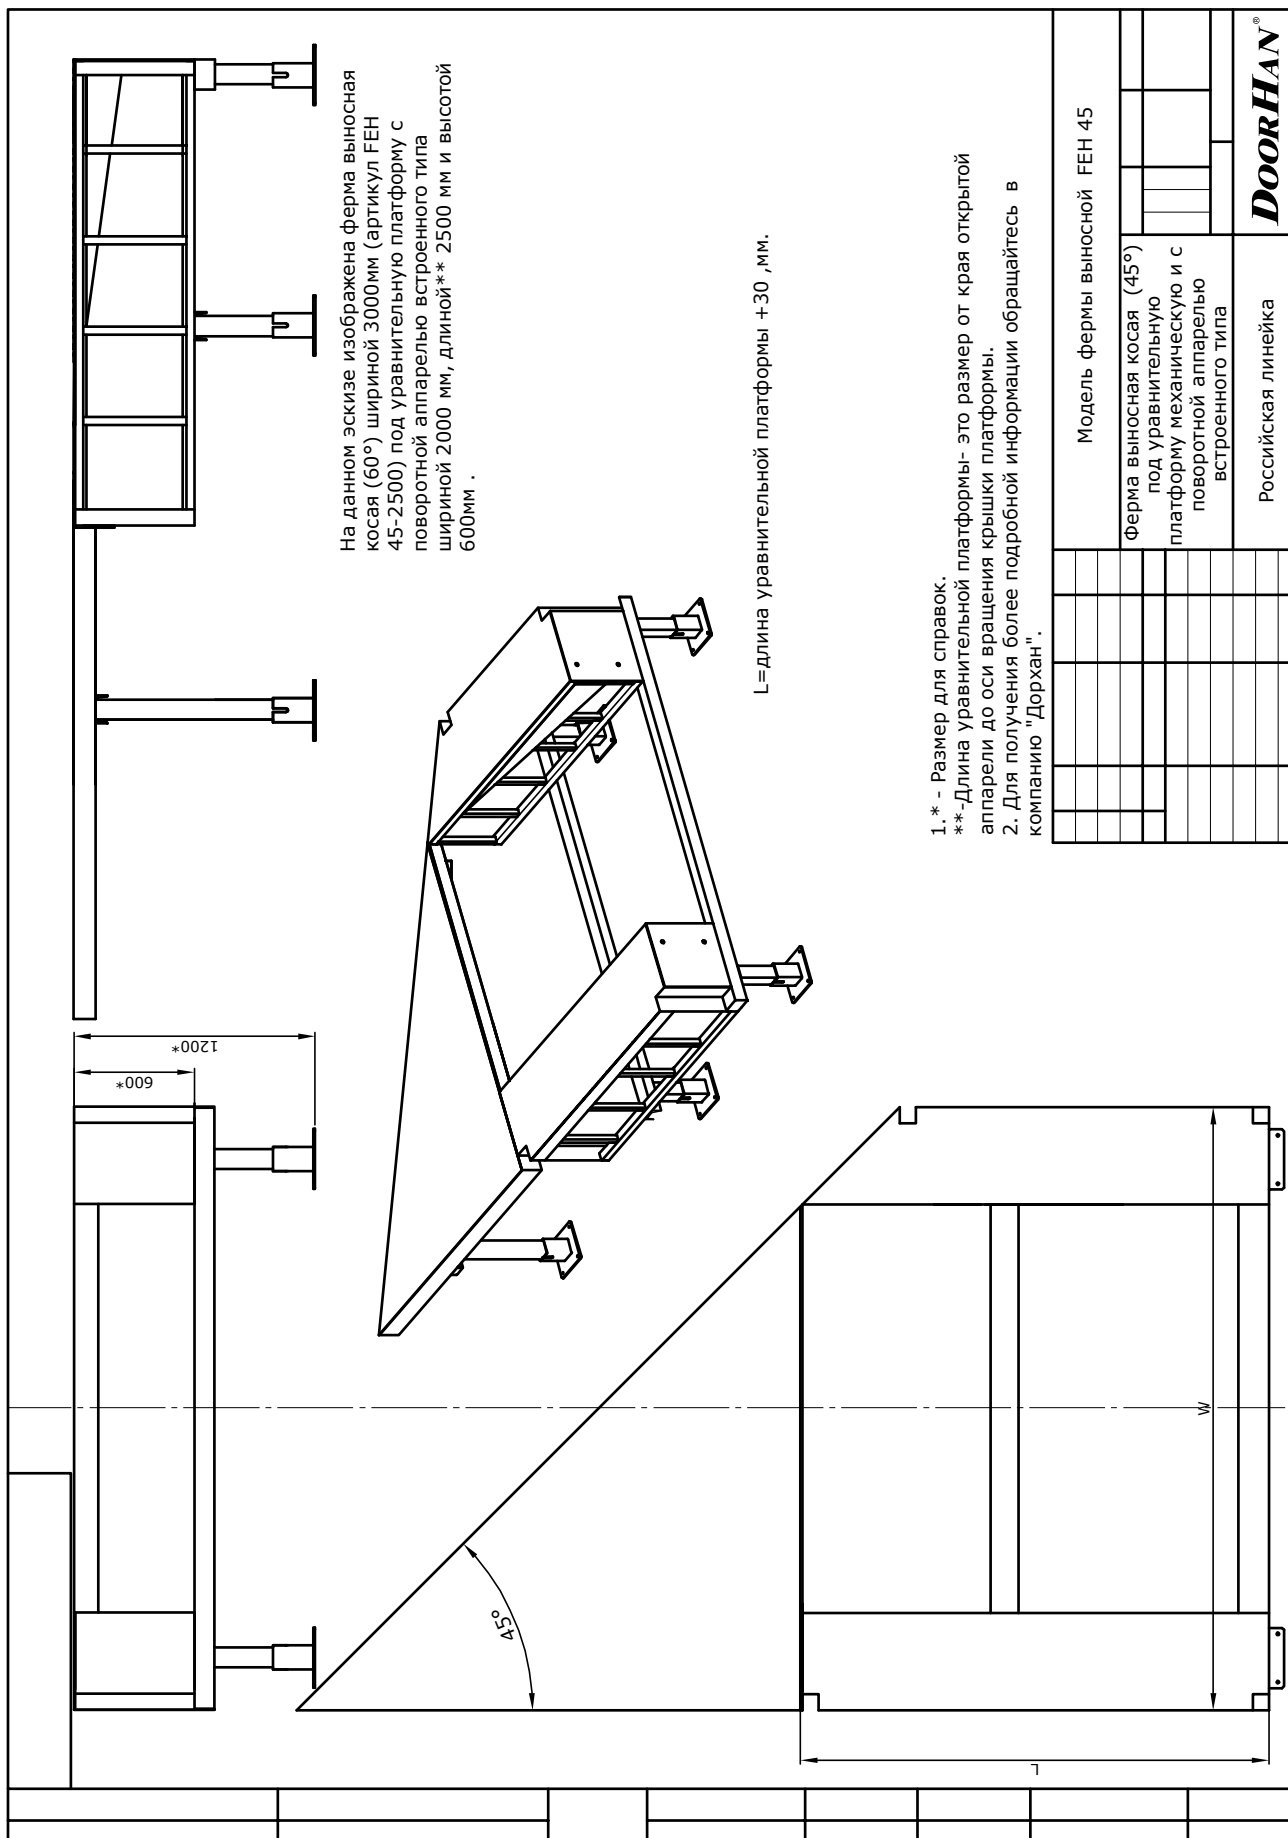 На данном эскизе изображена ферма выносная
косая (60°) шириной 3000мм (артикул FEH
45-2500) под уравнительную платформу с
поворотной аппарелью встроенного типа
шириной 2000 мм, длиной** 2500 мм и высотой
600мм .
1200*
600*
L=длина уравнительной платформы +30 ,мм.
45°
W
L
1.* - Размер для справок.
**-Длина уравнительной платформы- это размер от края открытой
аппарели до оси вращения крышки платформы.
2. Для получения более подробной информации обращайтесь в
компанию "Дорхан".
Модель фермы выносной FEH 45
Ферма выносная косая (45°)
под уравнительную
платформу механическую и с
поворотной аппарелью
встроенного типа
Российская линейка
DOORHAN®